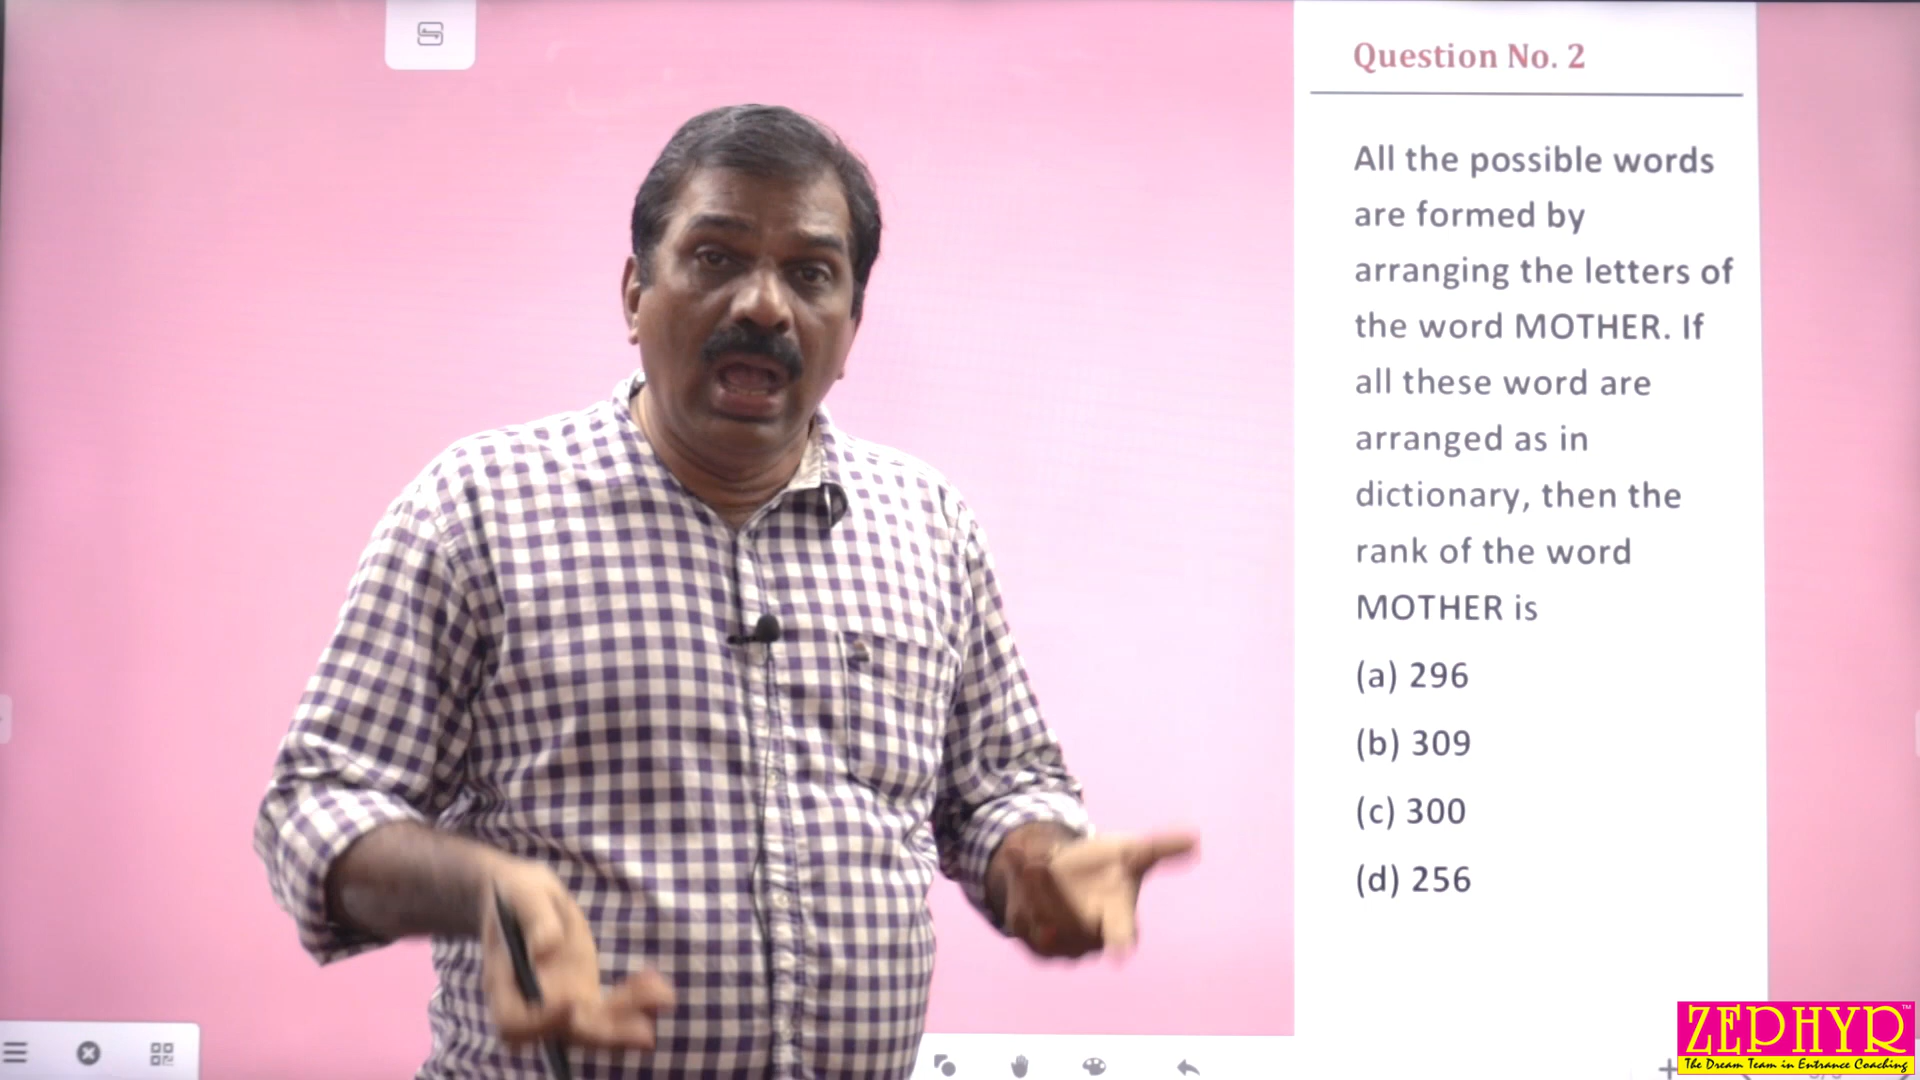 Question No. 2
All the possible words
are formed by
arranging the letters of
the word MOTHER. If
all these word are
arranged as in
dictionary, then the
rank of the word
MOTHER is
(a) 296
(b) 309
(c) 300
(d) 256
ZEPHYR™
The Dream Team in Entrance Coaching